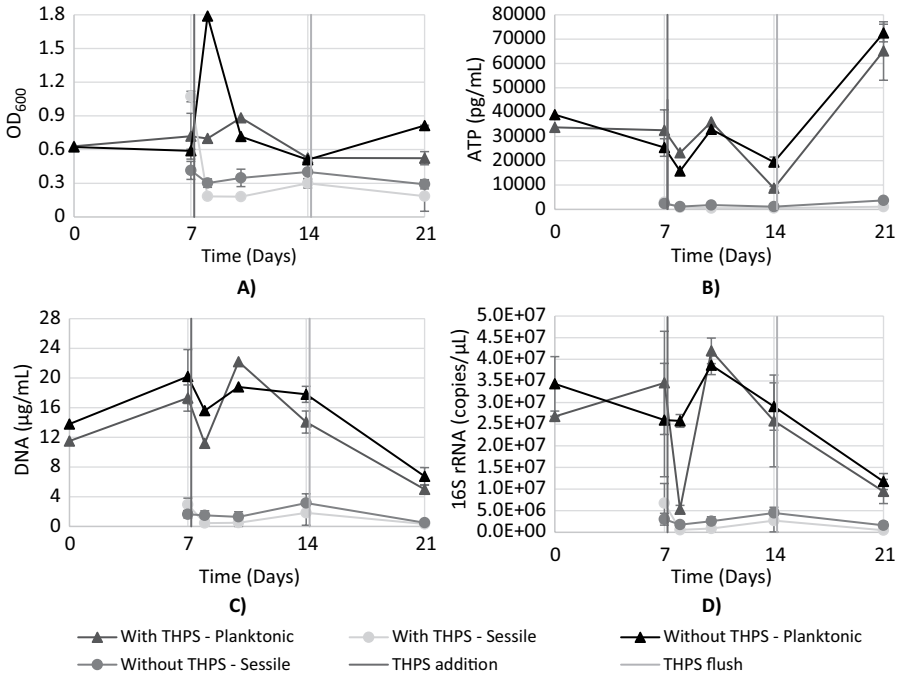 1.8
1.5
1.2
0.9
0.6
0.3
0
OD600
0 7 14 21
Time (Days)
A)
80000
70000
60000
50000
40000
30000
20000
10000
0
ATP (pg/mL)
0 7 14 21
Time (Days)
B)
28
24
20
16
12
8
4
0
DNA (μg/mL)
0 7 14 21
Time (Days)
C)
5.0E+07
4.5E+07
4.0E+07
3.5E+07
3.0E+07
2.5E+07
2.0E+07
1.5E+07
1.0E+07
5.0E+06
0.0E+00
16S rRNA (copies/μL)
0 7 14 21
Time (Days)
D)
With THPS - Planktonic With THPS - Sessile Without THPS - Planktonic
Without THPS - Sessile THPS addition THPS flush